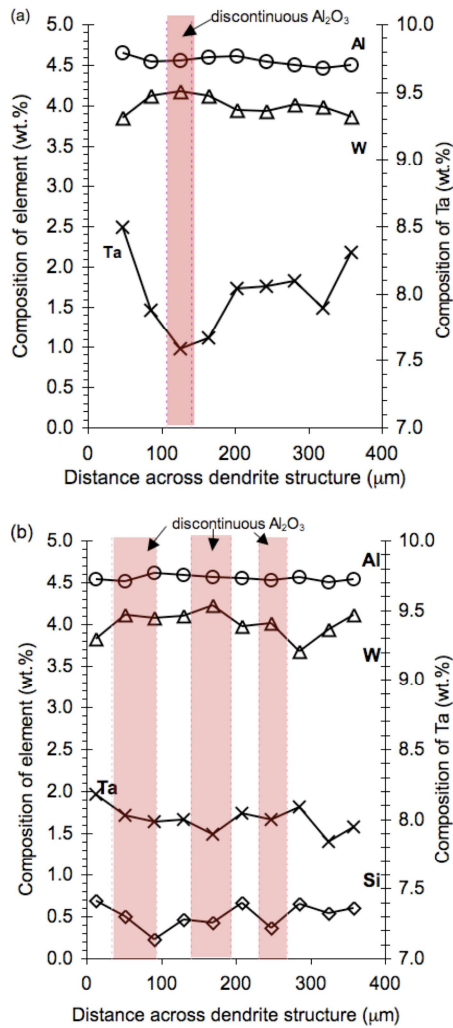 (a)
discontinuous Al₂O₃
5.0 10.0
4.5 9.5
4.0
3.5 9.0
3.0
2.5 8.5
2.0
1.5 8.0
1.0 7.5
0.5
0.0 7.0
Al
W
Ta
Composition of element (wt.%)
Composition of Ta (wt.%)
0 100 200 300 400
Distance across dendrite structure (μm)
(b)
discontinuous Al₂O₃
5.0 10.0
4.5 9.5
4.0
3.5 9.0
3.0
2.5 8.5
2.0
1.5 8.0
1.0 7.5
0.5
0.0 7.0
Al
W
Ta
Si
Composition of element (wt.%)
Composition of Ta (wt.%)
0 100 200 300 400
Distance across dendrite structure (μm)